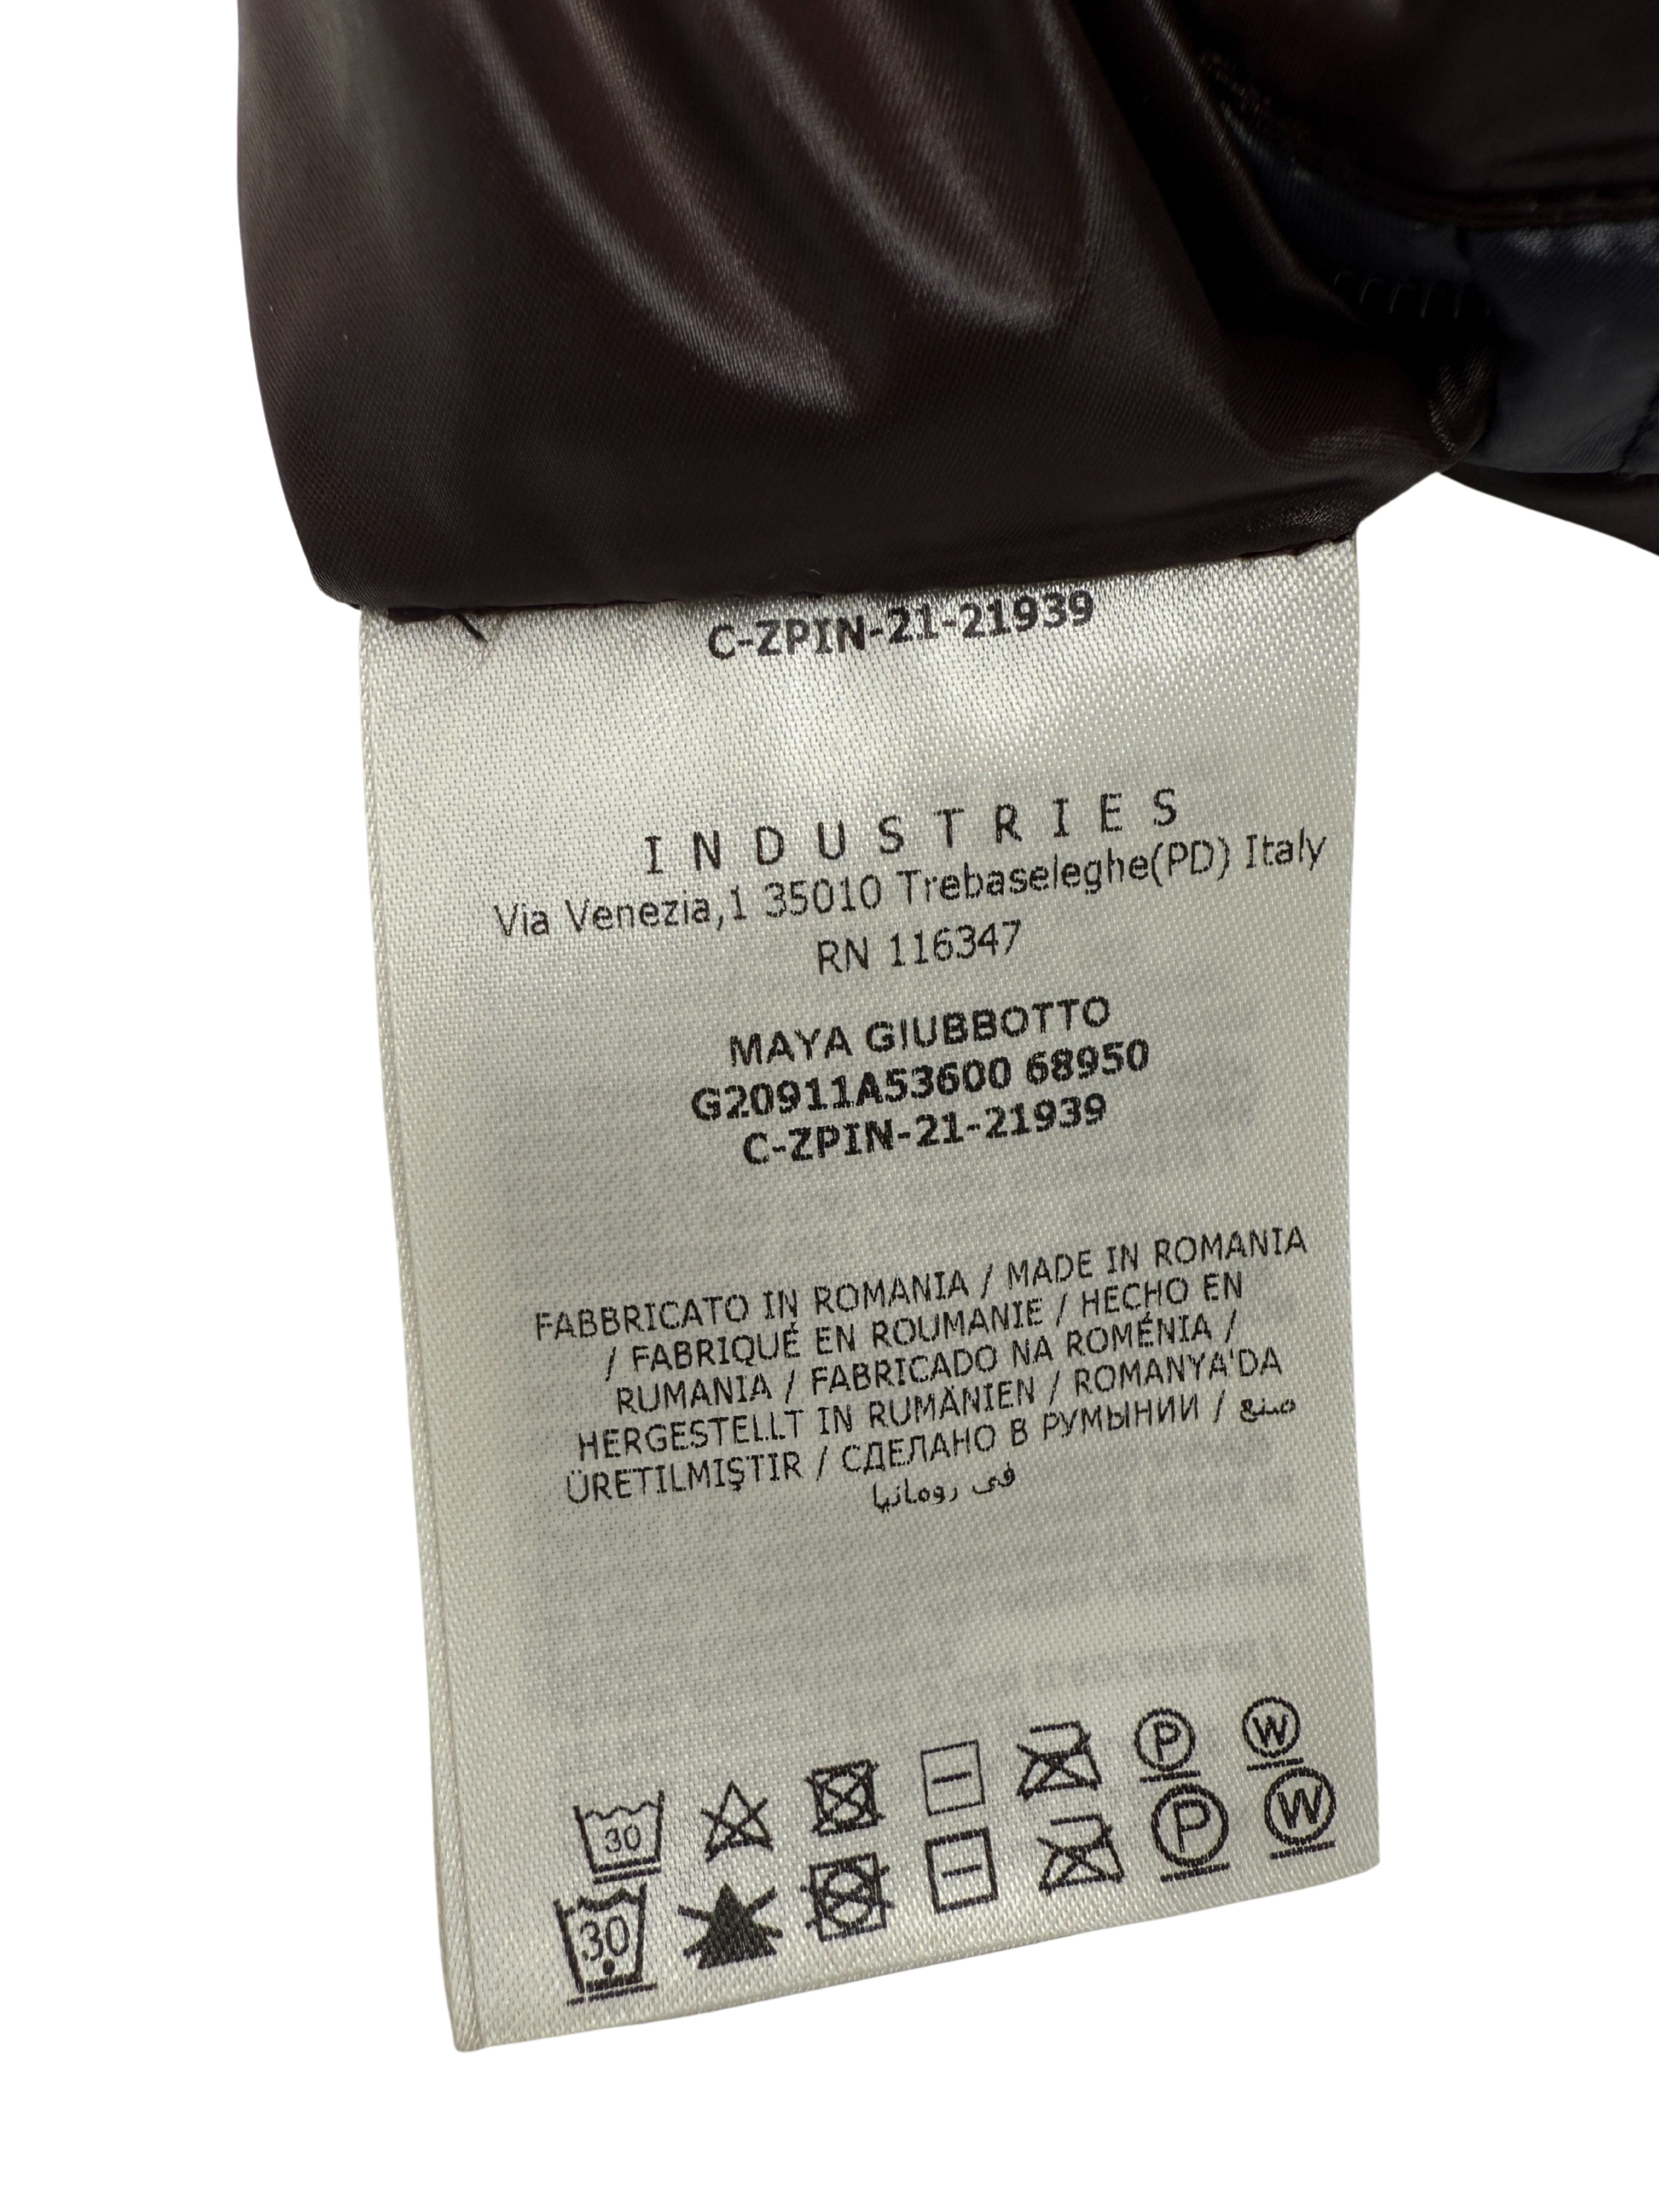 C-ZPIN-21-21939
INDUSTRIES
Via Venezia,1 35010 Trebaseleghe(PD) Italy
RN 116347
MAYA GIUBBOTTO
G20911A53600 68950
C-ZPIN-21-21939
FABBRICATO IN ROMANIA / MADE IN ROMANIA
/ FABRIQUÉ EN ROUMANIE / HECHO EN
RUMANIA / FABRICADO NA ROMÉNIA /
HERGESTELLT IN RUMÄNIEN / ROMANYA'DA
ÜRETILMIŞTIR / СДЕЛАНО В РУМЫНИИ / صنع
في رومانيا
30 P W
30 P W